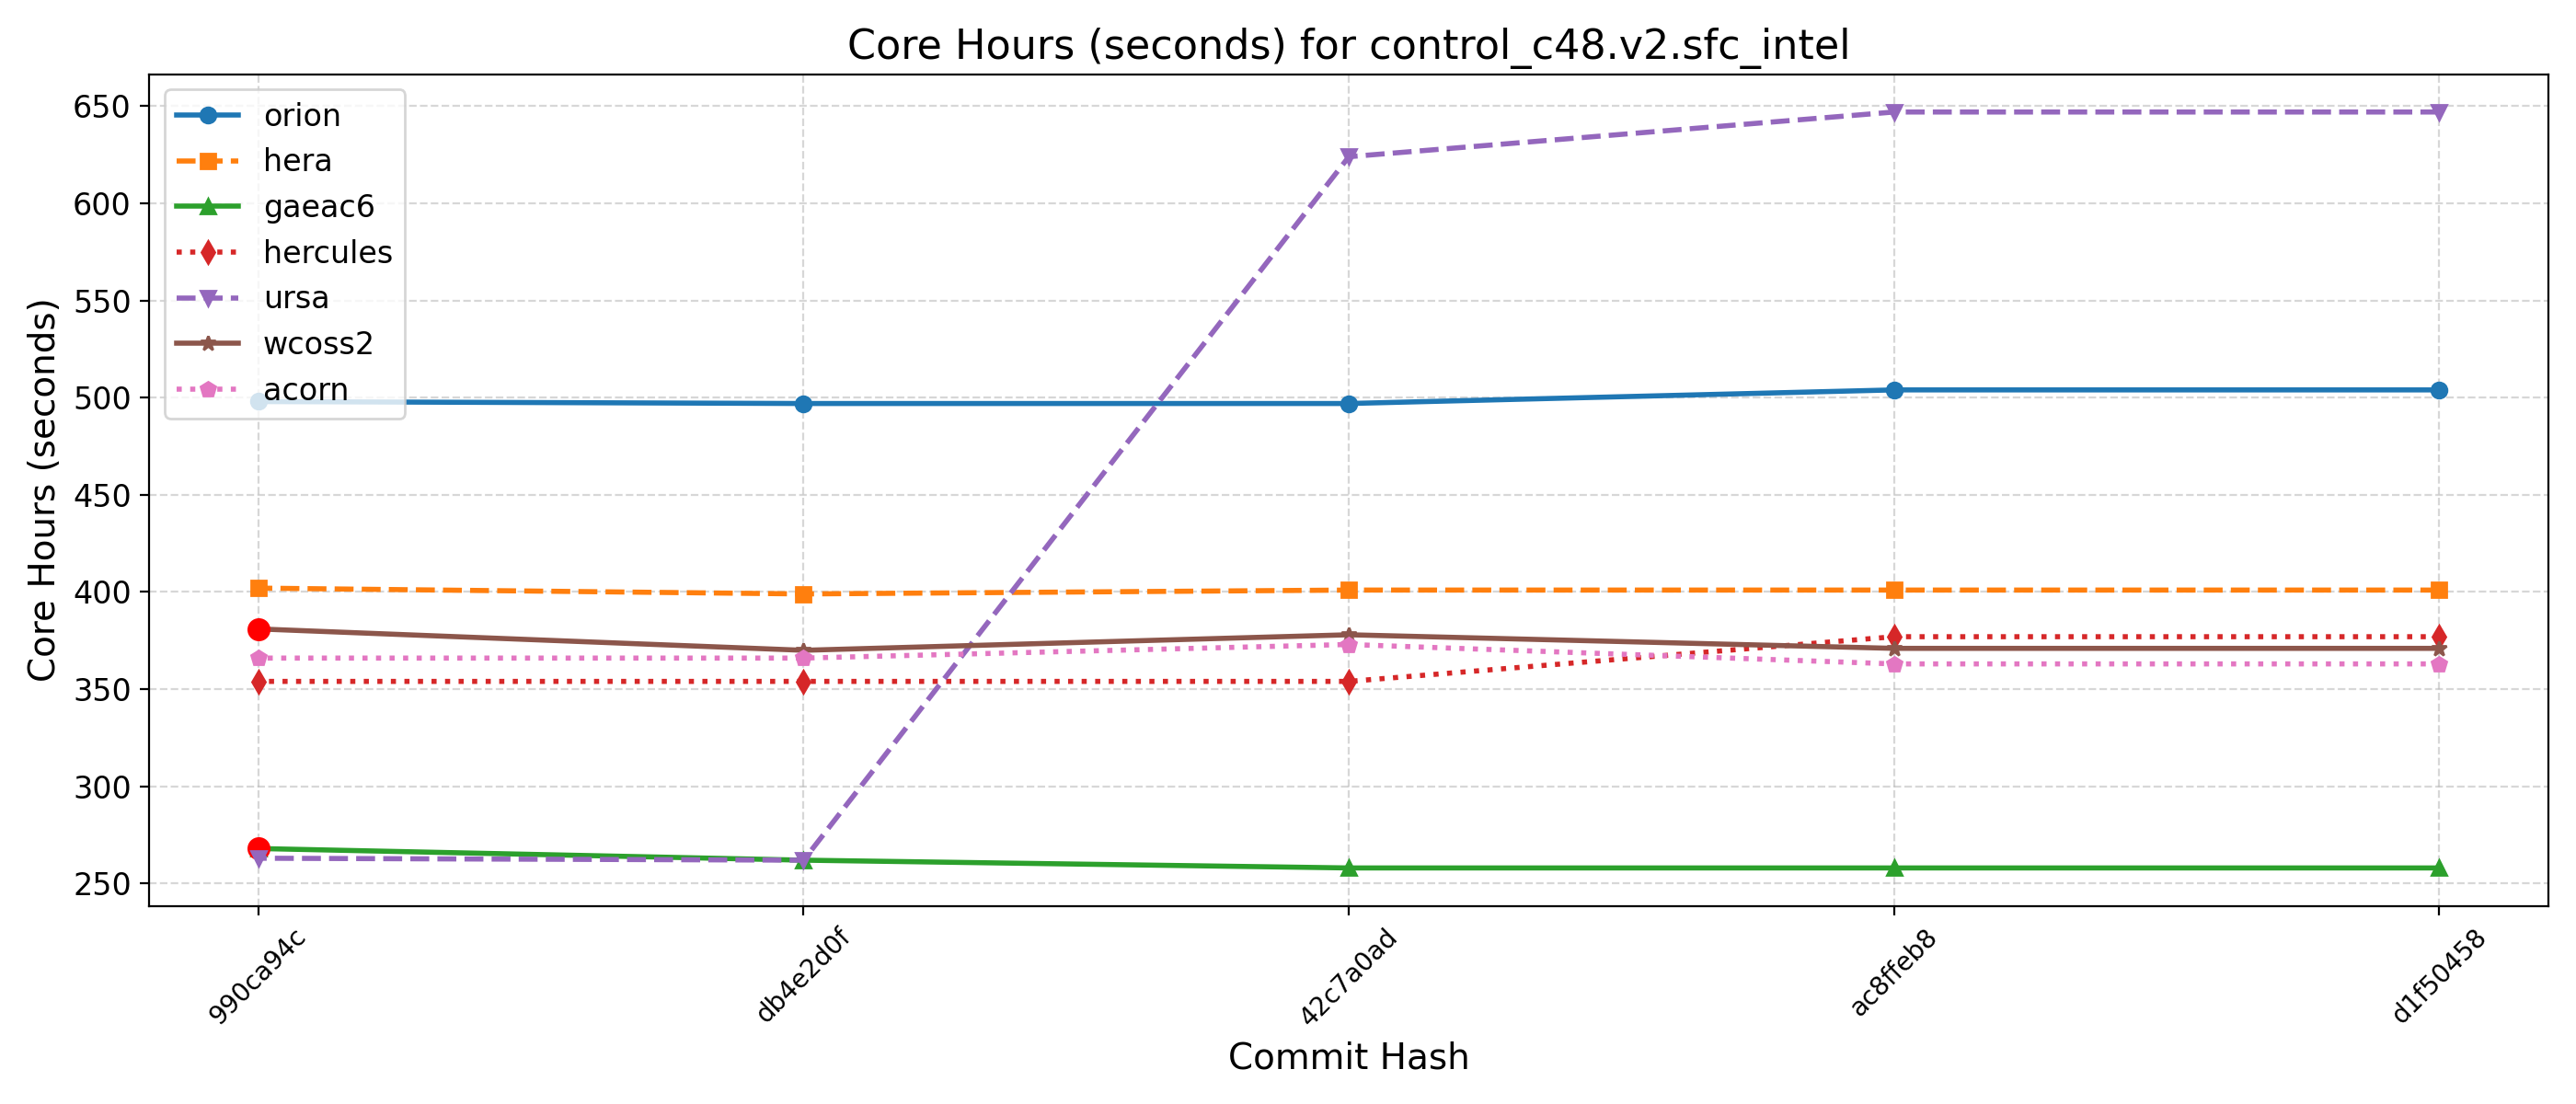 Core Hours (seconds) for control_c48.v2.sfc_intel
Core Hours (seconds)
650
600
550
500
450
400
350
300
250
orion
hera
gaeac6
hercules
ursa
wcoss2
acorn
990ca94c
db4e2d0f
42c7a0ad
ac8ffeb8
d1f50458
Commit Hash